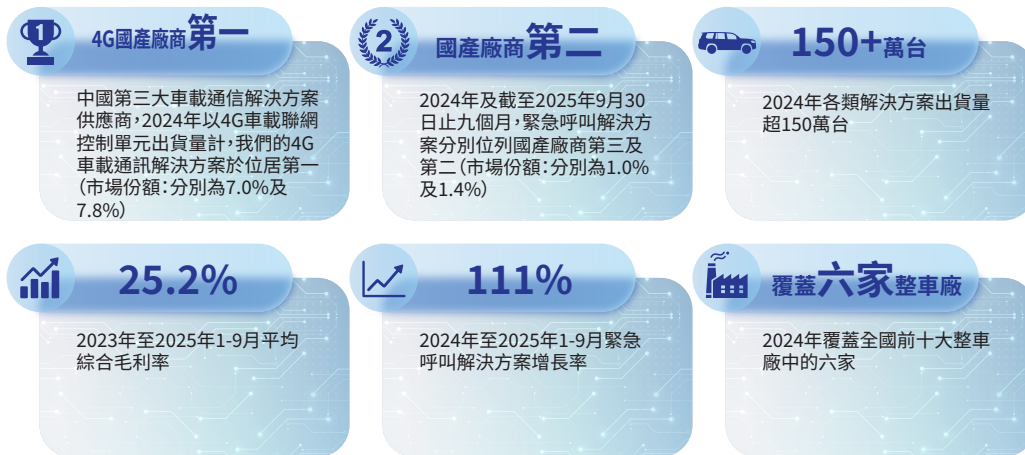 1
4G國產廠商第一
中國第三大車載通信解決方案
供應商，2024年以4G車載聯網
控制單元出貨量計，我們的4G
車載通訊解決方案於位居第一
（市場份額：分別為7.0%及
7.8%）
2
國產廠商第二
2024年及截至2025年9月30
日止九個月，緊急呼叫解決方
案分別位列國產廠商第三及
第二（市場份額：分別為1.0%
及1.4%）
150+萬台
2024年各類解決方案出貨量
超150萬台
25.2%
2023年至2025年1-9月平均
綜合毛利率
111%
2024年至2025年1-9月緊急
呼叫解決方案增長率
覆蓋六家整車廠
2024年覆蓋全國前十大整車
廠中的六家